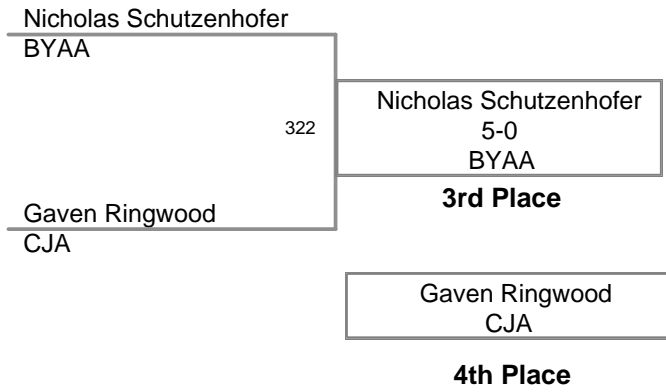 Nicholas Schutzenhofer
BYAA
322
Nicholas Schutzenhofer
5-0
BYAA
3rd Place
Gaven Ringwood
CJA
Gaven Ringwood
CJA
4th Place